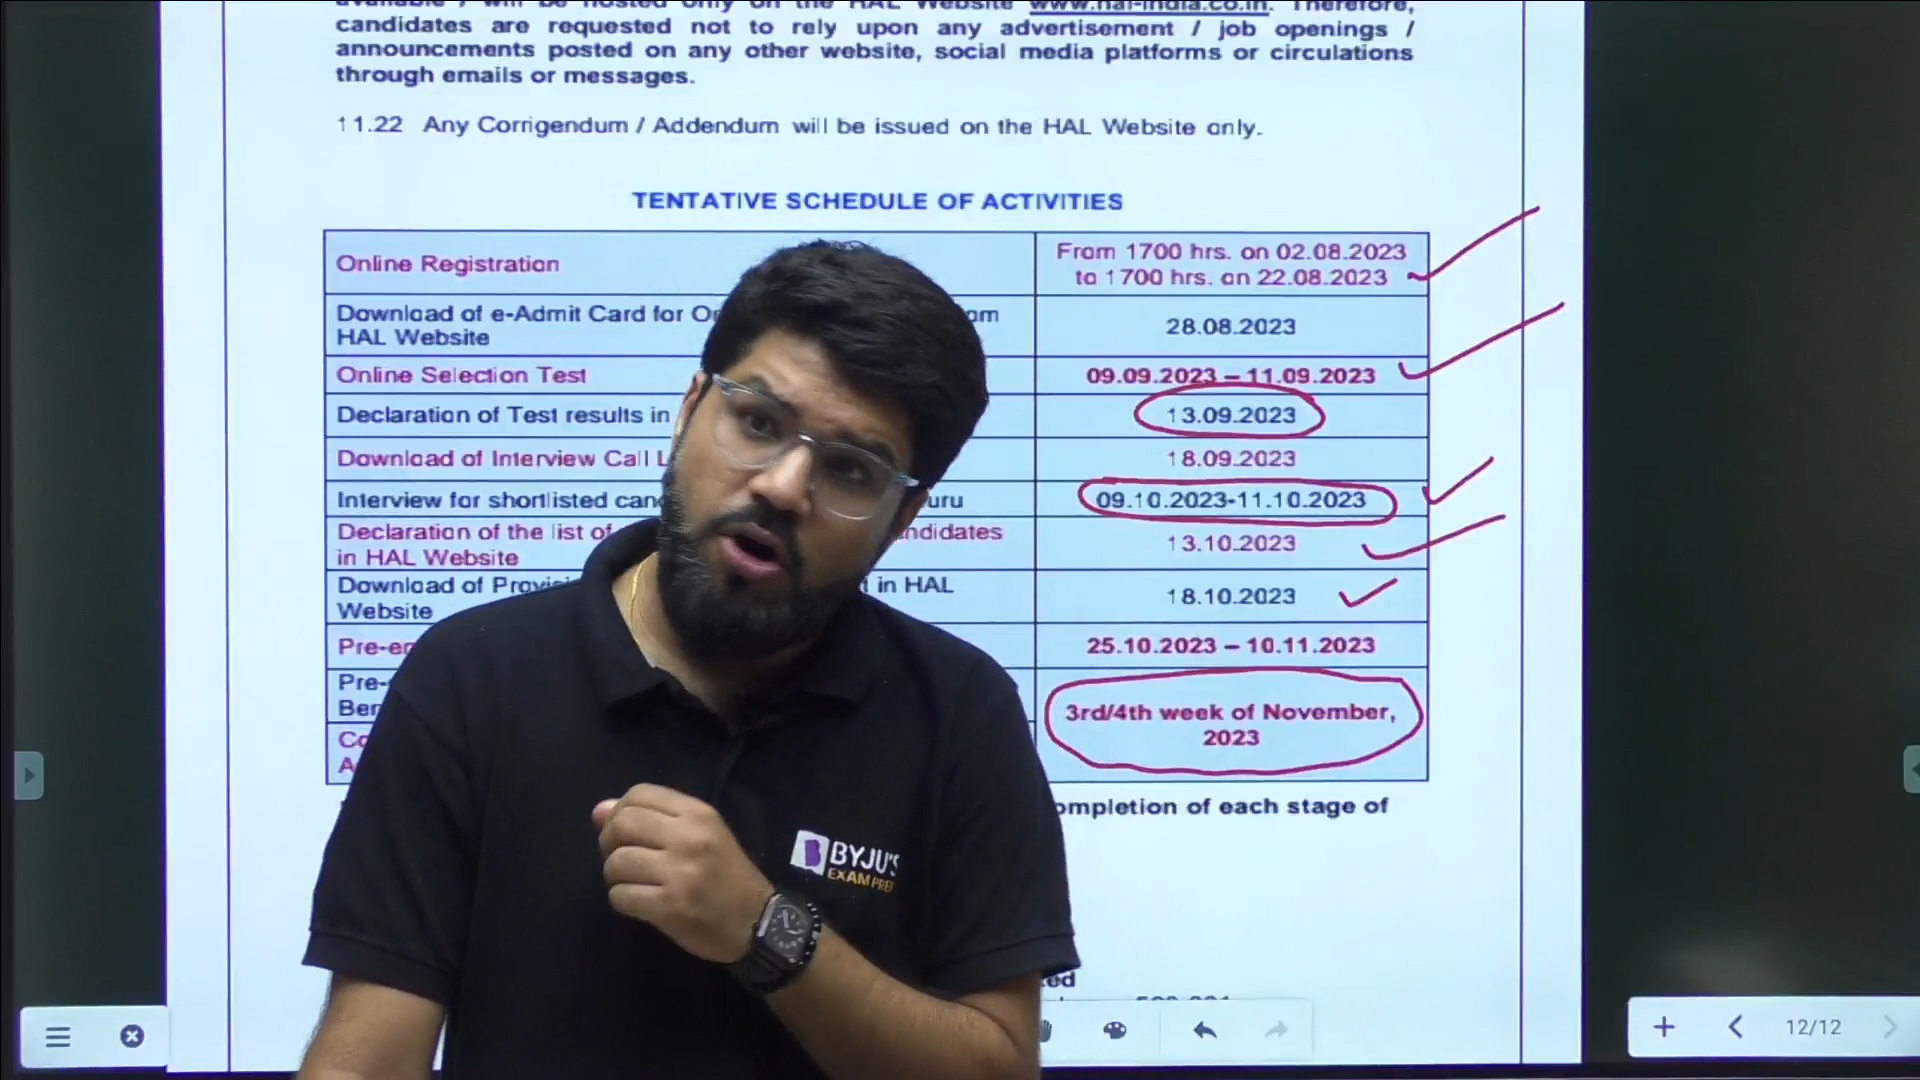 candidates are requested not to rely upon any advertisement / job openings /
announcements posted on any other website, social media platforms or circulations
through emails or messages.
11.22 Any Corrigendum / Addendum will be issued on the HAL Website only.
TENTATIVE SCHEDULE OF ACTIVITIES
Online Registration
From 1700 hrs. on 02.08.2023
to 1700 hrs. on 22.08.2023
Download of e-Admit Card for
HAL Website
28.08.2023
Online Selection Test
09.09.2023 – 11.09.2023
Declaration of Test results in
13.09.2023
Download of Interview Call
18.09.2023
Interview for shortlisted
09.10.2023-11.10.2023
Declaration of the list of
in HAL Website
13.10.2023
Download of in HAL
Website
18.10.2023
25.10.2023 – 10.11.2023
3rd/4th week of November,
2023
of each stage of
BYJU'S
EXAM PREP
12/12